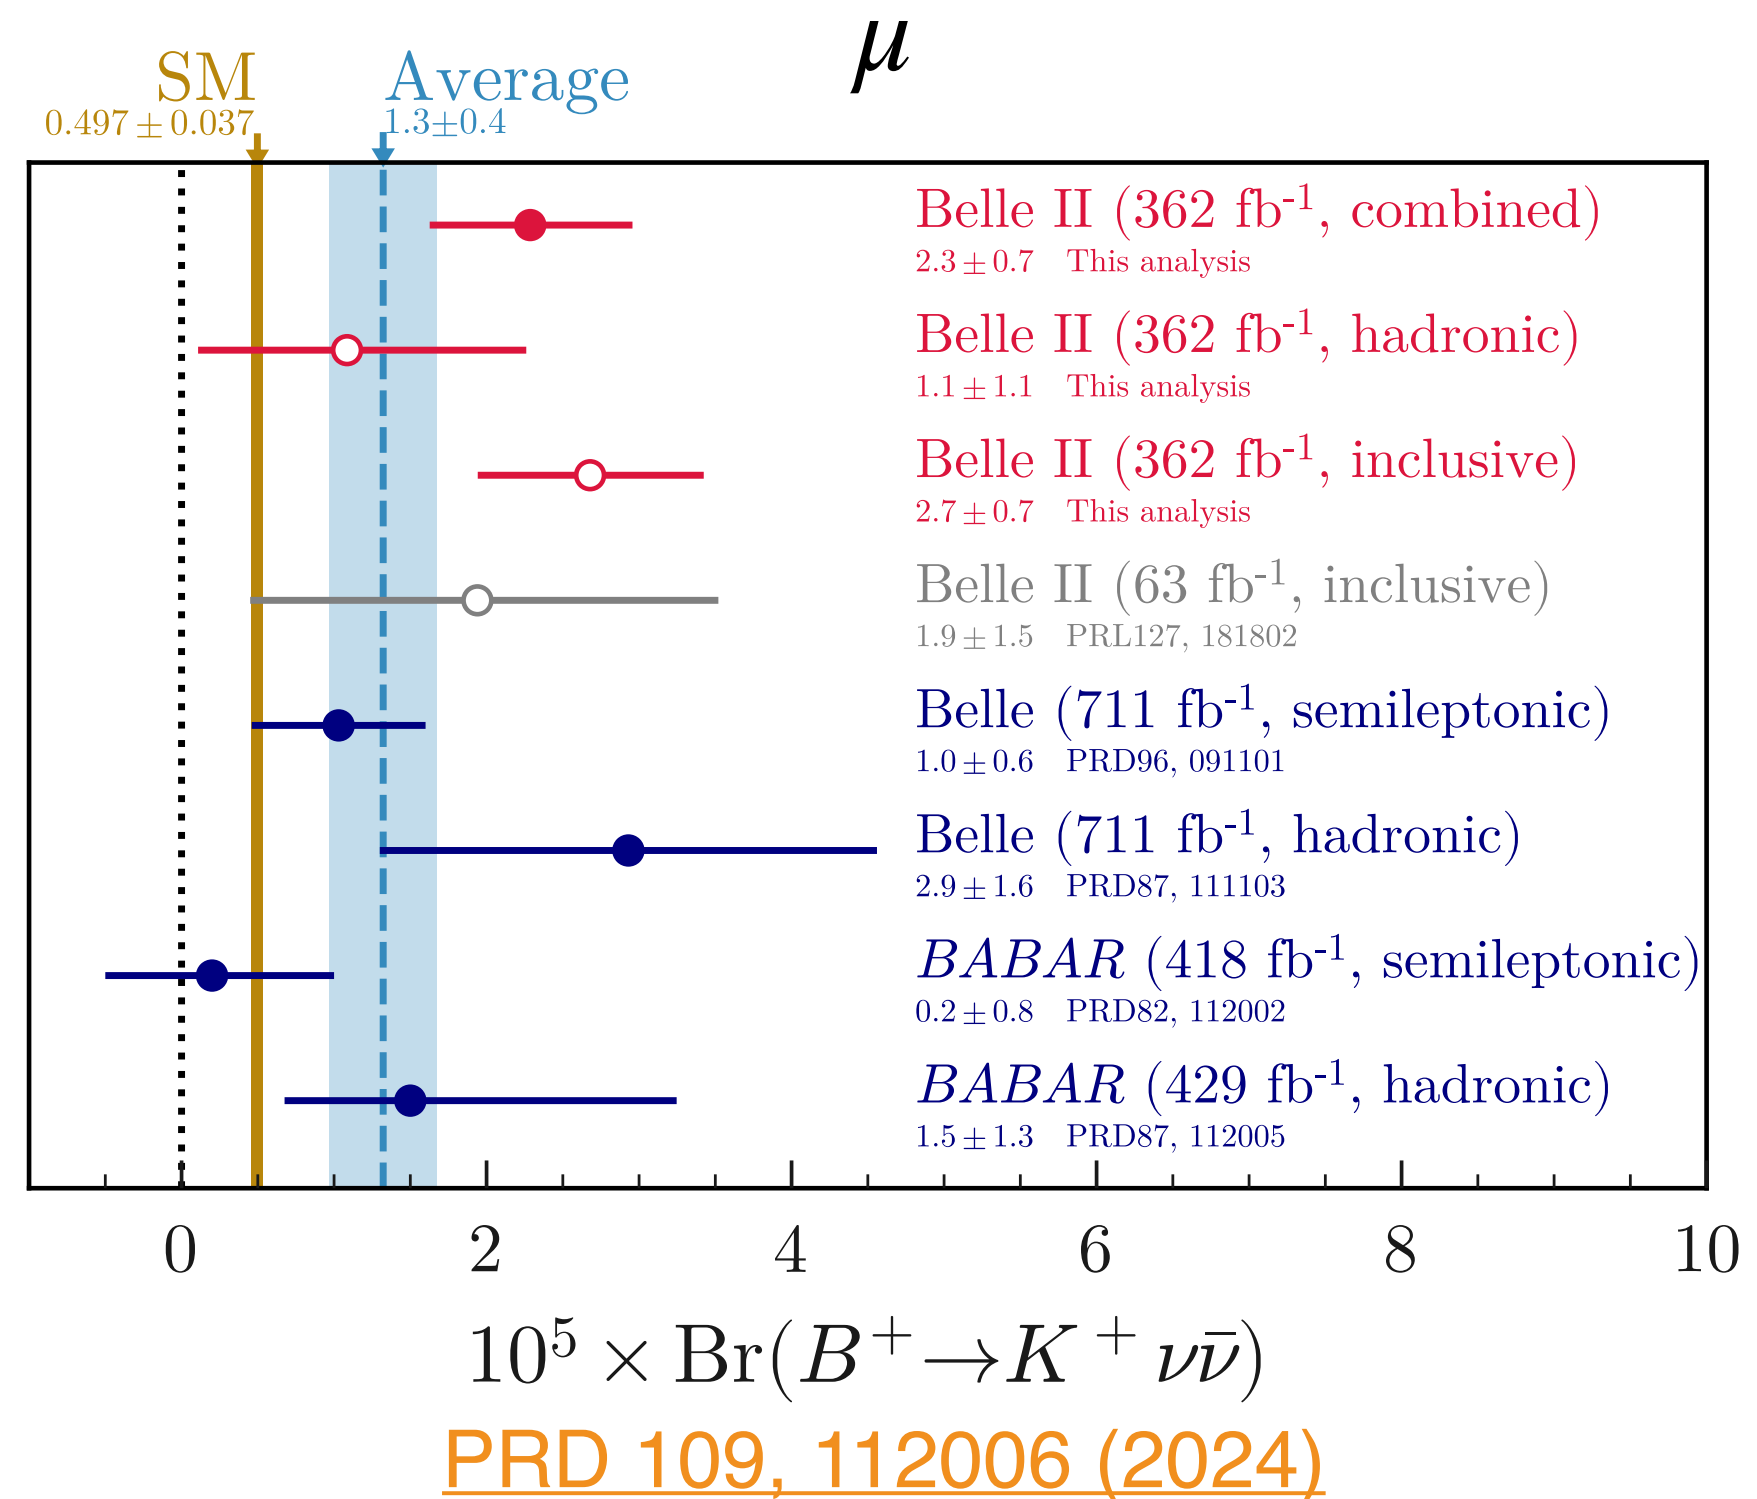 μ
SM
0.497 ± 0.037
Average
1.3±0.4
Belle II (362 fb⁻¹, combined)
2.3 ± 0.7 This analysis
Belle II (362 fb⁻¹, hadronic)
1.1 ± 1.1 This analysis
Belle II (362 fb⁻¹, inclusive)
2.7 ± 0.7 This analysis
Belle II (63 fb⁻¹, inclusive)
1.9 ± 1.5 PRL127, 181802
Belle (711 fb⁻¹, semileptonic)
1.0 ± 0.6 PRD96, 091101
Belle (711 fb⁻¹, hadronic)
2.9 ± 1.6 PRD87, 111103
BABAR (418 fb⁻¹, semileptonic)
0.2 ± 0.8 PRD82, 112002
BABAR (429 fb⁻¹, hadronic)
1.5 ± 1.3 PRD87, 112005
0 2 4 6 8 10
10⁵ × Br(B⁺→K⁺νν̄)
PRD 109, 112006 (2024)